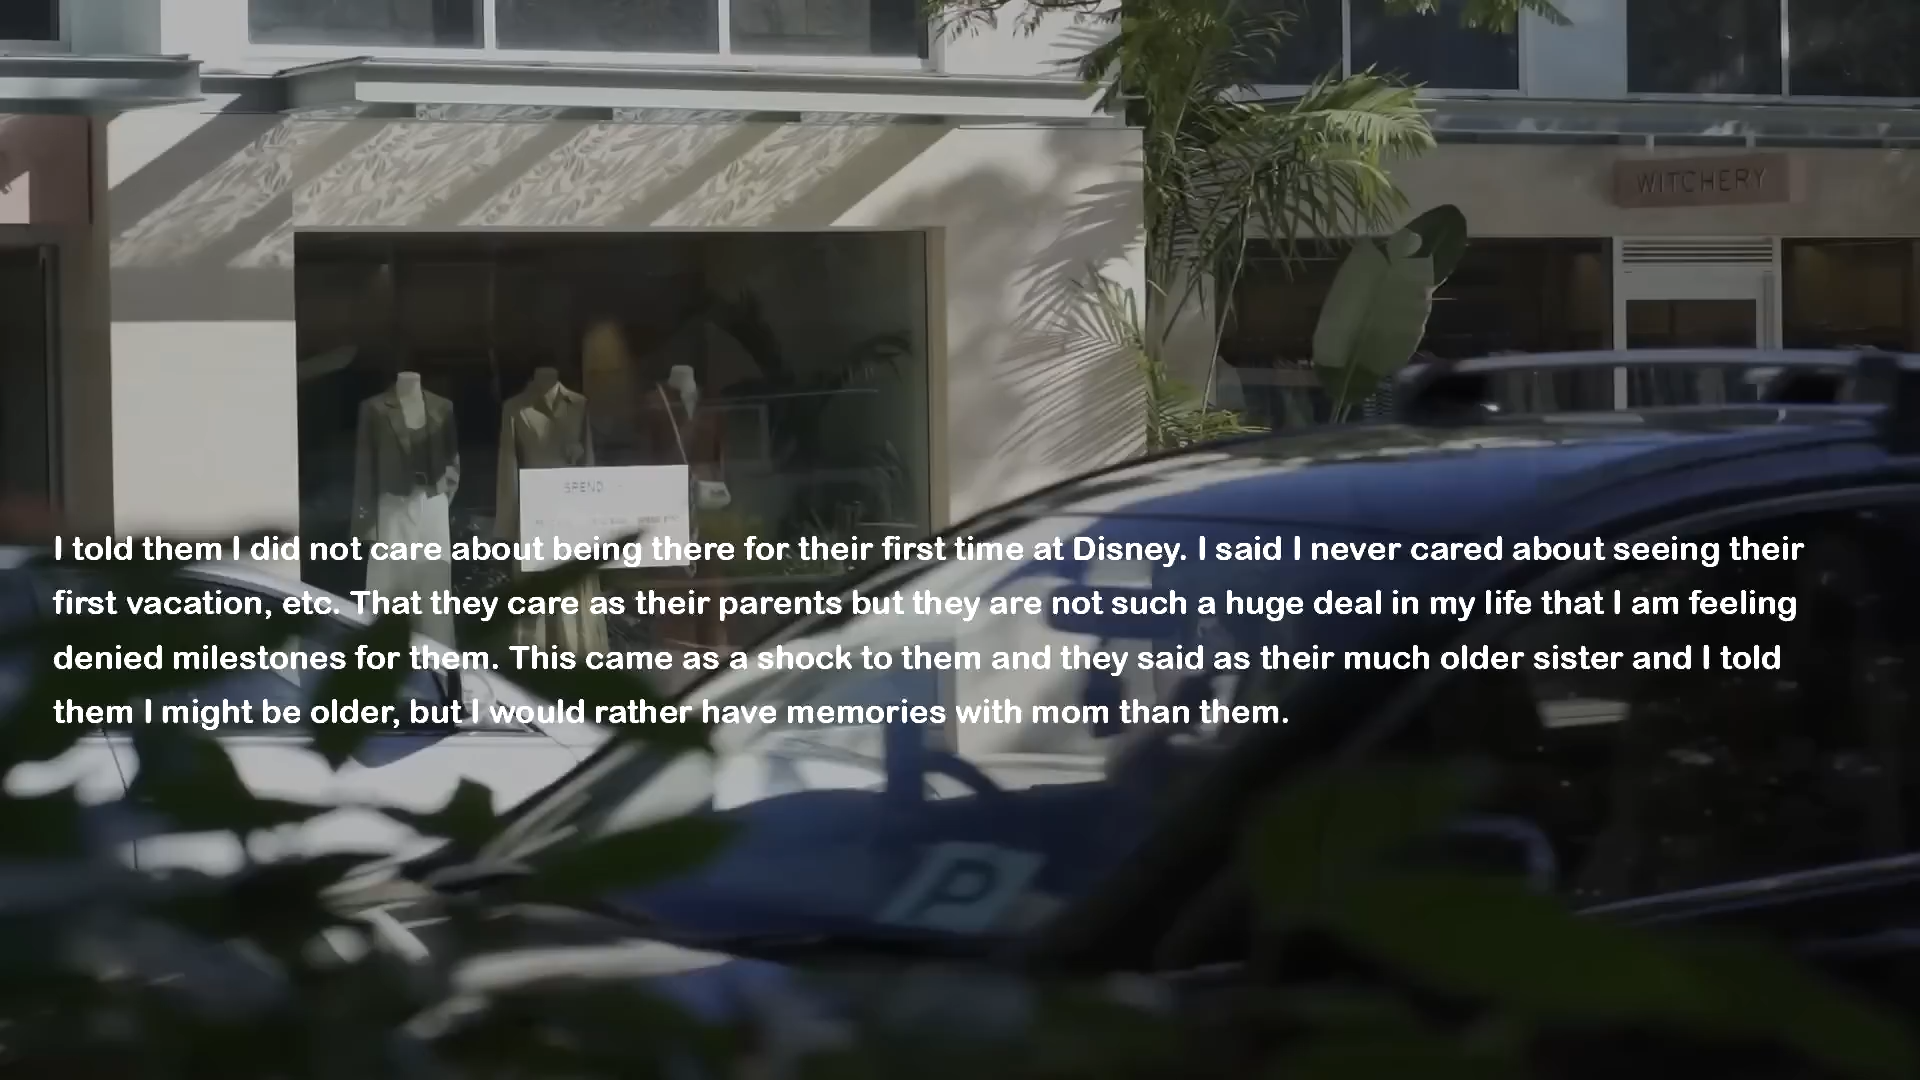 WITCHERY
SPEND
I told them I did not care about being there for their first time at Disney. I said I never cared about seeing their
first vacation, etc. That they care as their parents but they are not such a huge deal in my life that I am feeling
denied milestones for them. This came as a shock to them and they said as their much older sister and I told
them I might be older, but I would rather have memories with mom than them.
P